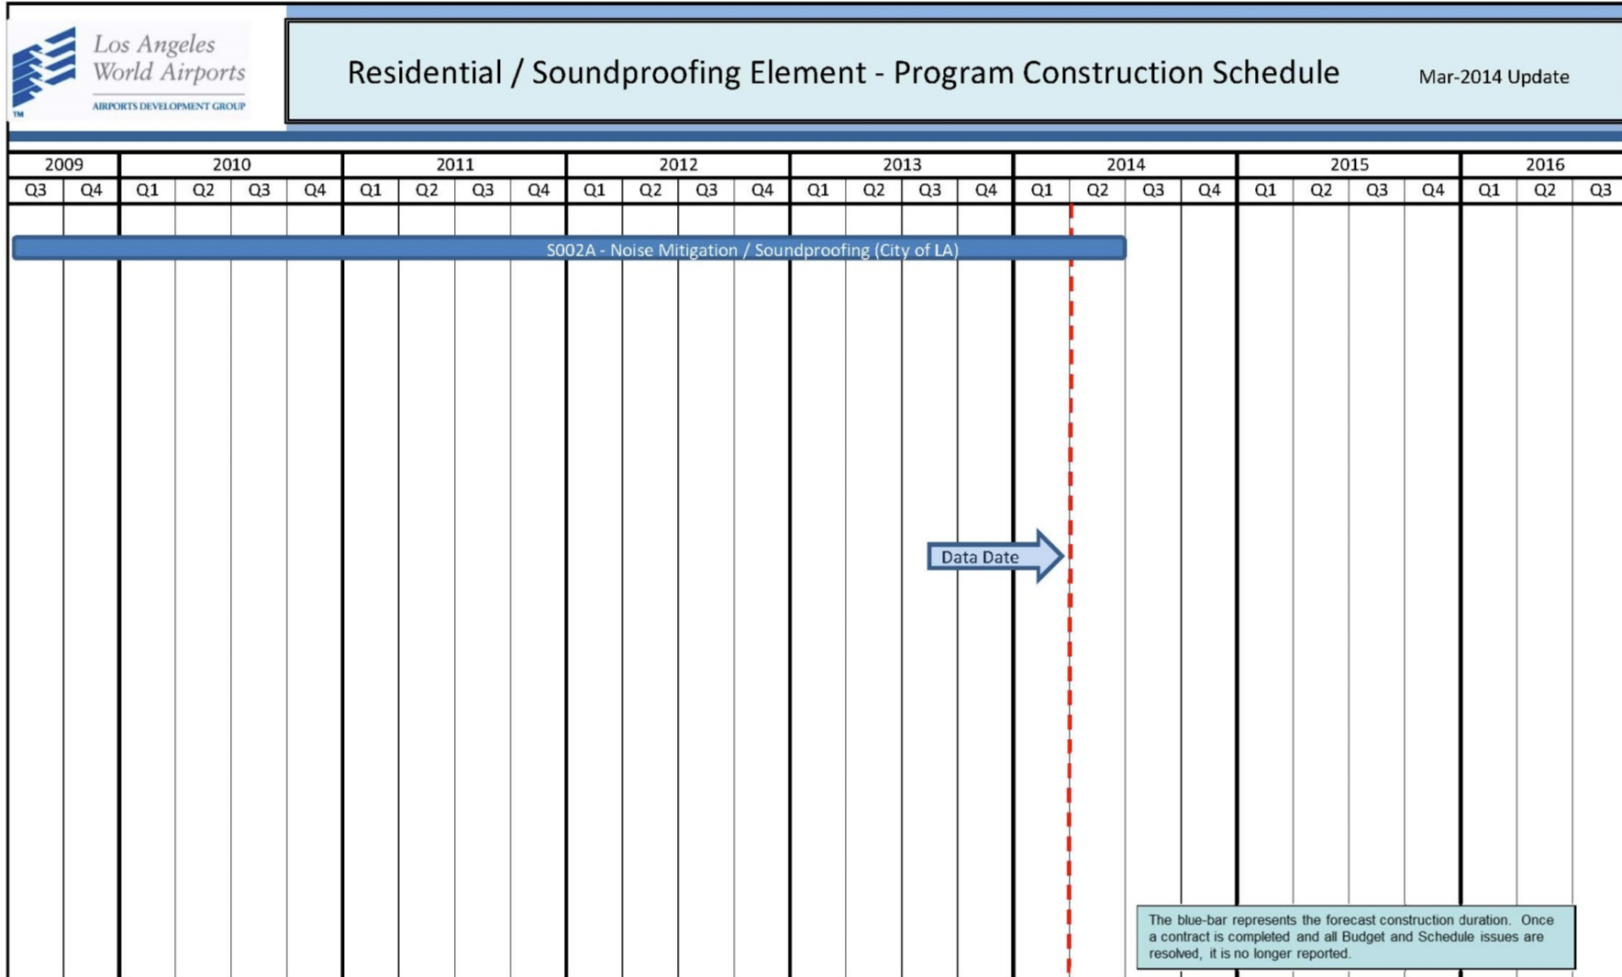 Los Angeles
World Airports
AIRPORTS DEVELOPMENT GROUP
TM
Residential / Soundproofing Element - Program Construction Schedule Mar-2014 Update
2009 2010 2011 2012 2013 2014 2015 2016
Q3 Q4 Q1 Q2 Q3 Q4 Q1 Q2 Q3 Q4 Q1 Q2 Q3 Q4 Q1 Q2 Q3 Q4 Q1 Q2 Q3 Q4 Q1 Q2 Q3 Q4 Q1 Q2 Q3
S002A - Noise Mitigation / Soundproofing (City of LA)
Data Date
The blue-bar represents the forecast construction duration. Once
a contract is completed and all Budget and Schedule issues are
resolved, it is no longer reported.